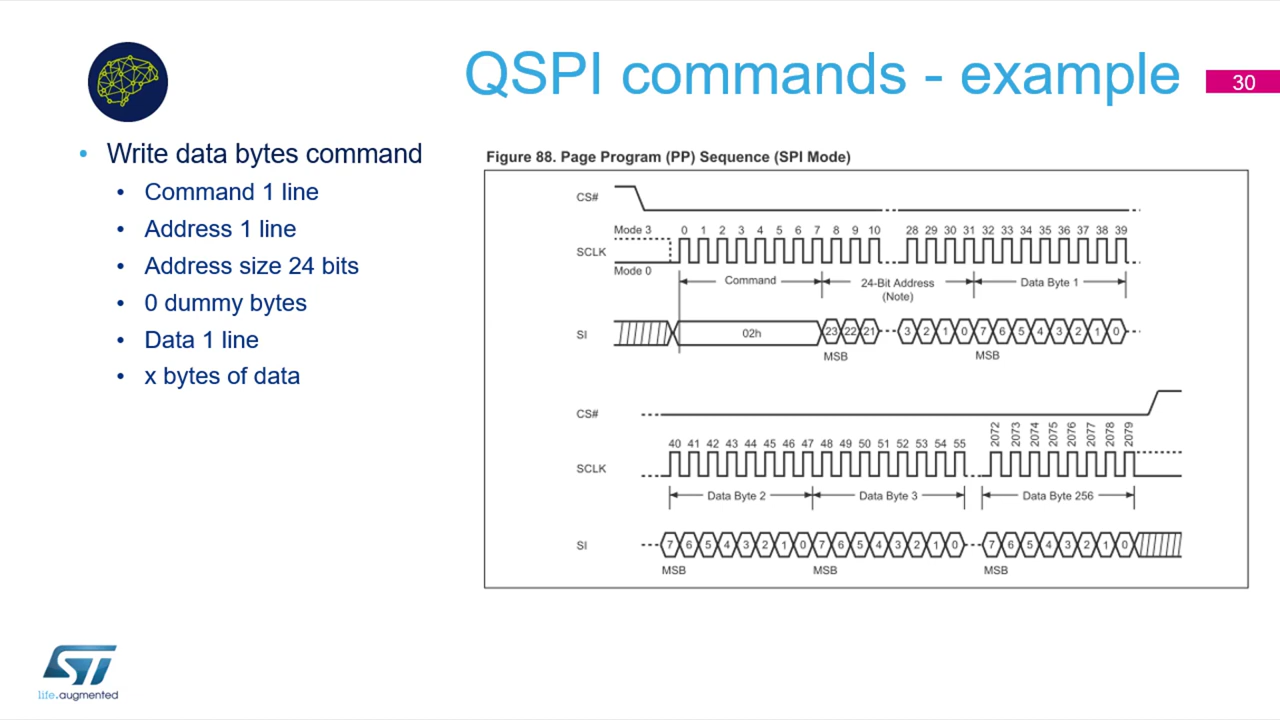 QSPI commands - example
30
• Write data bytes command
• Command 1 line
• Address 1 line
• Address size 24 bits
• 0 dummy bytes
• Data 1 line
• x bytes of data
Figure 88. Page Program (PP) Sequence (SPI Mode)
CS#
Mode 3 0 1 2 3 4 5 6 7 8 9 10 28 29 30 31 32 33 34 35 36 37 38 39
SCLK
Mode 0
Command 24-Bit Address Data Byte 1
(Note)
SI 02h 23 22 21 3 2 1 0 7 6 5 4 3 2 1 0
MSB MSB
CS#
2072 2073 2074 2075 2076 2077 2078 2079
40 41 42 43 44 45 46 47 48 49 50 51 52 53 54 55
SCLK
Data Byte 2 Data Byte 3 Data Byte 256
SI 7 6 5 4 3 2 1 0 7 6 5 4 3 2 1 0 7 6 5 4 3 2 1 0
MSB MSB MSB
ST
life.augmented